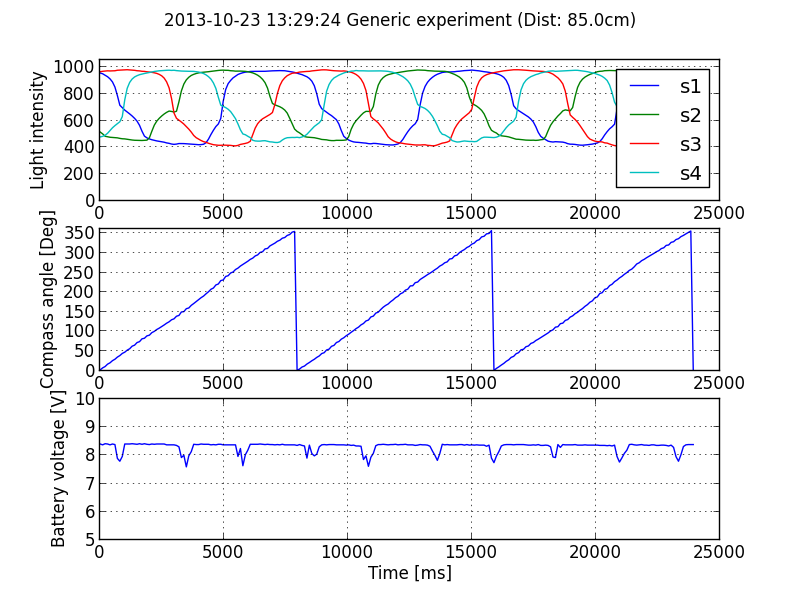 2013-10-23 13:29:24 Generic experiment (Dist: 85.0cm)
Light intensity
1000
800
600
400
200
0
s1
s2
s3
s4
0 5000 10000 15000 20000 25000
Compass angle [Deg]
350
300
250
200
150
100
50
0
0 5000 10000 15000 20000 25000
Battery voltage [V]
10
9
8
7
6
5
0 5000 10000 15000 20000 25000
Time [ms]